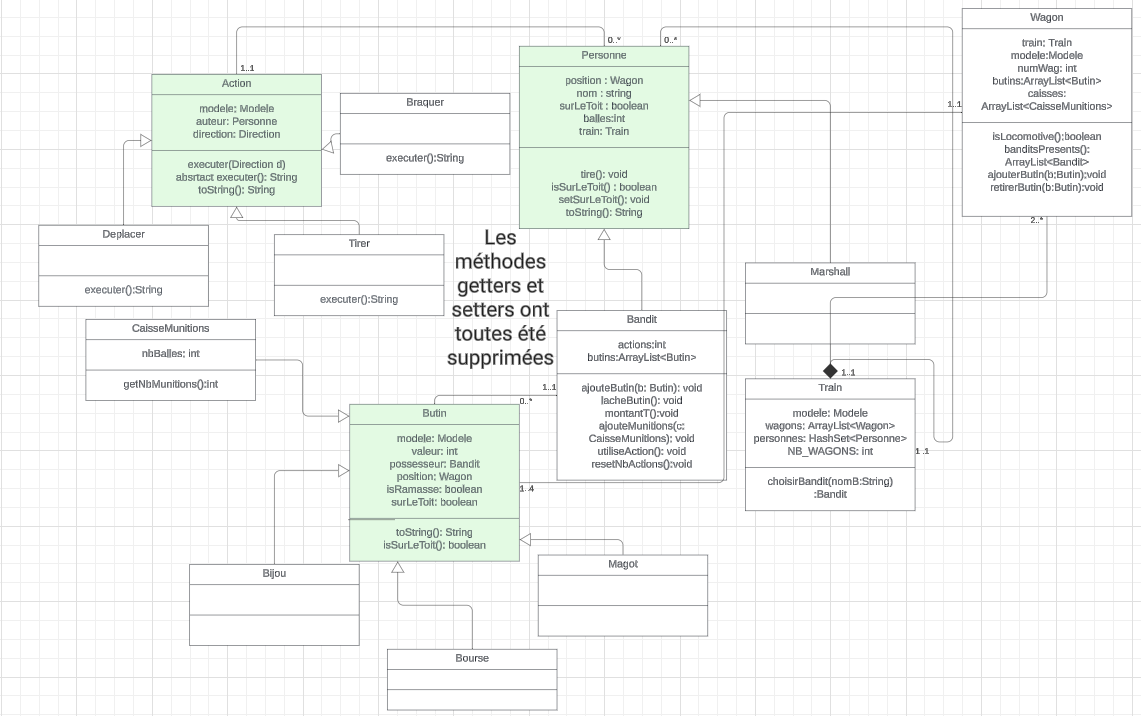 Wagon
train: Train
modele:Modele
numWag: int
butins:ArrayList<Butin>
caisses:
ArrayList<CaisseMunitions>
isLocomotive():boolean
banditsPresents():
ArrayList<Bandit>
ajouterButin(b:Butin):void
retirerButin(b:Butin):void
0..*
0..*
1..1
1..1
2..*
Personne
position : Wagon
nom : string
surLeToit : boolean
balles:int
train: Train
tire(): void
isSurLeToit() : boolean
setSurLeToit(): void
toString(): String
Action
modele: Modele
auteur: Personne
direction: Direction
executer(Direction d)
absrtact executer(): String
toString(): String
Braquer
executer():String
Deplacer
executer():String
Tirer
executer():String
Les
méthodes
getters et
setters ont
toutes été
supprimées
Marshall
CaisseMunitions
nbBalles: int
getNbMunitions():int
Bandit
actions:int
butins:ArrayList<Butin>
ajouteButin(b: Butin): void
lacheButin(): void
montantT():void
ajouteMunitions(c:
CaisseMunitions): void
utiliseAction(): void
resetNbActions():void
1..1
0..*
1..4
1..1
1..1
Train
modele: Modele
wagons: ArrayList<Wagon>
personnes: HashSet<Personne>
NB_WAGONS: int
choisirBandit(nomB:String)
:Bandit
Butin
modele: Modele
valeur: int
possesseur: Bandit
position: Wagon
isRamasse: boolean
surLeToit: boolean
toString(): String
isSurLeToit(): boolean
Bijou
Magot
Bourse